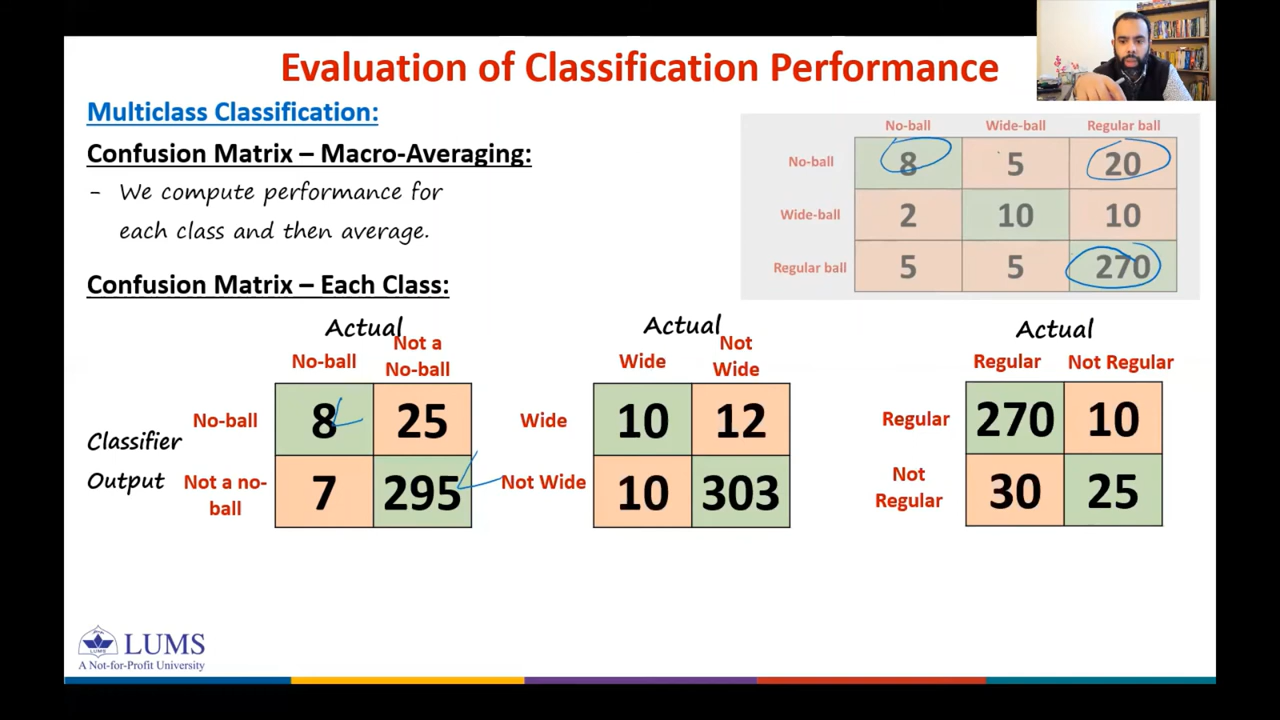 Evaluation of Classification Performance
Multiclass Classification:
Confusion Matrix – Macro-Averaging:
- We compute performance for
each class and then average.
No-ball Wide-ball Regular ball
No-ball 8 5 20
Wide-ball 2 10 10
Regular ball 5 5 270
Confusion Matrix – Each Class:
Actual
No-ball Not a No-ball
Classifier Output
No-ball 8 25
Not a no-ball 7 295
Actual
Wide Not Wide
Wide 10 12
Not Wide 10 303
Actual
Regular Not Regular
Regular 270 10
Not Regular 30 25
LUMS
LUMS
A Not-for-Profit University